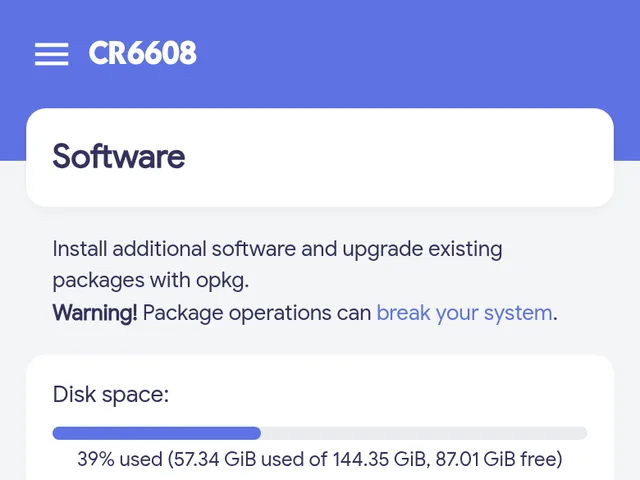 CR6608
Software
Install additional software and upgrade existing
packages with opkg.
Warning! Package operations can break your system.
Disk space:
39% used (57.34 GiB used of 144.35 GiB, 87.01 GiB free)